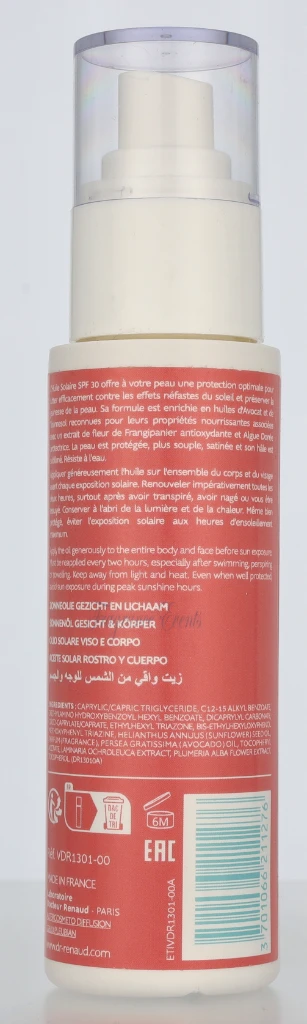 L'Huile Solaire SPF 30 offre à votre peau une protection optimale pour
lutter efficacement contre les effets néfastes du soleil et préserver la
jeunesse de la peau. Sa formule est enrichie en huiles d'Avocat et de
Tournesol reconnues pour leurs propriétés nourrissantes associées
à un extrait de fleur de Frangipanier antioxydante et Algue Dorée
protectrice. La peau est protégée, plus souple, satinée et son hâle est
sublimé. Résiste à l'eau.
Appliquer généreusement l'huile sur l'ensemble du corps et du visage
avant chaque exposition solaire. Renouveler impérativement toutes les
deux heures, surtout après avoir transpiré, avoir nagé ou vous être
essuyé. Conserver à l'abri de la lumière et de la chaleur. Même bien
protégé, éviter l'exposition solaire aux heures d'ensoleillement
maximum.
Apply the oil generously to the entire body and face before sun exposure.
Must be reapplied every two hours, especially after swimming, perspiring
or towelling. Keep away from light and heat. Even when well protected,
avoid sun exposure during peak sunshine hours.
ZONNEOLIE GEZICHT EN LICHAAM
SONNENÖL GESICHT & KÖRPER
OLIO SOLARE VISO E CORPO
ACEITE SOLAR ROSTRO Y CUERPO
زيت واقي من الشمس للوجه والجسد
INGREDIENTS: CAPRYLIC/CAPRIC TRIGLYCERIDE, C12-15 ALKYL BENZOATE,
DIETHYLAMINO HYDROXYBENZOYL HEXYL BENZOATE, DICAPRYLYL CARBONATE,
ETHYLHEXYL TRIAZONE, BIS-ETHYLHEXYLOXYPHENOL
TRIAZINE, HELIANTHUS ANNUUS (SUNFLOWER) SEED OIL,
PARFUM (FRAGRANCE), PERSEA GRATISSIMA (AVOCADO) OIL, TOCOPHEROL,
LAMINARIA OCHROLEUCA EXTRACT, PLUMERIA ALBA FLOWER EXTRACT,
(DR13010A)
BAC
DE
TRI
6M
Réf. VDR1301-00
EAC
MADE IN FRANCE
Laboratoire
Docteur Renaud - PARIS
DIFFUSION
www.dr-renaud.com
ETIVDR1301-00A
3 701066 211276